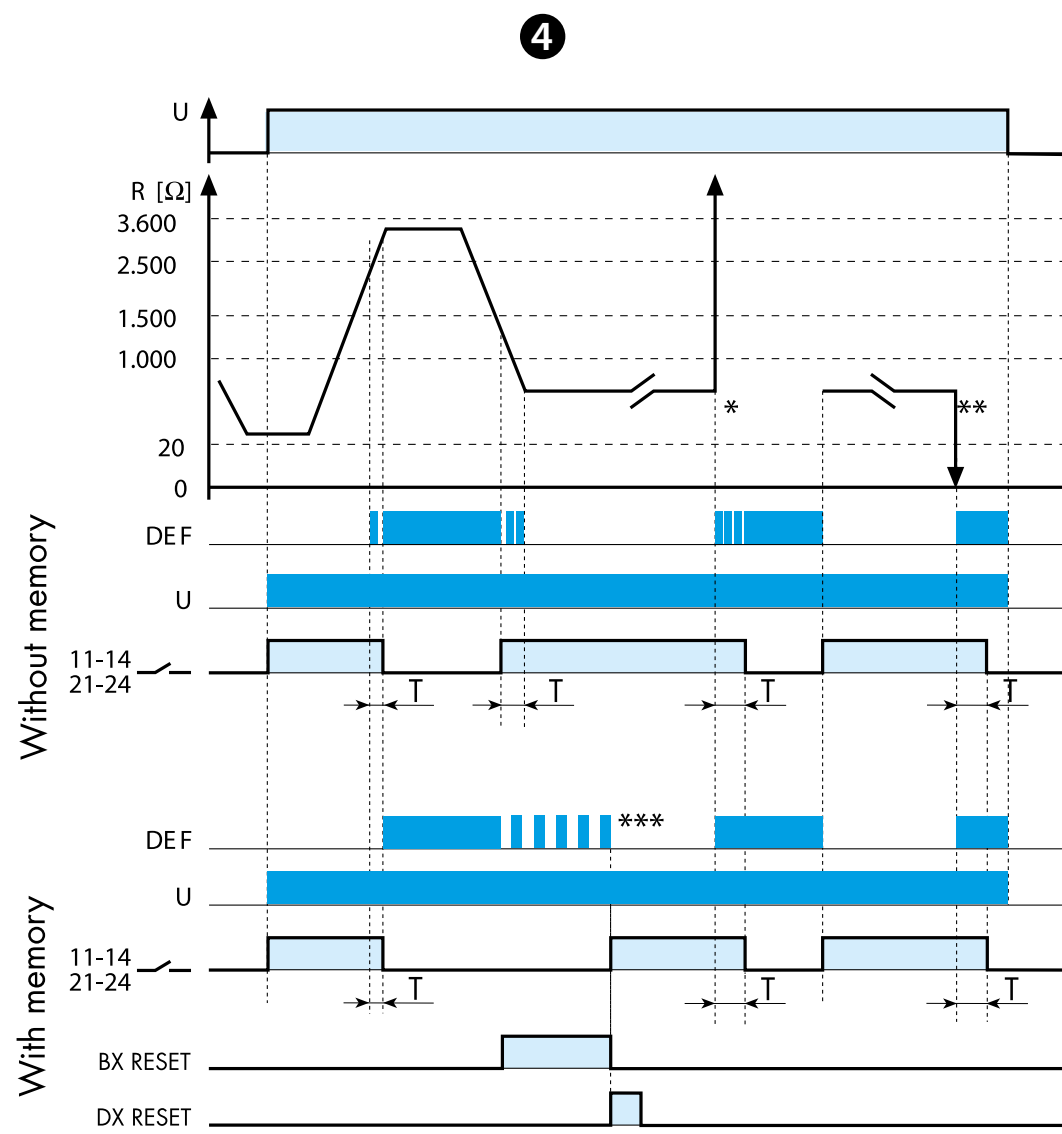 4
U
R [Ω]
3.600
2.500
1.500
1.000
20
0
*
**
Without memory
DEF
U
11-14
21-24
T
T
T
T
With memory
DEF
***
U
11-14
21-24
T
T
T
BX RESET
DX RESET